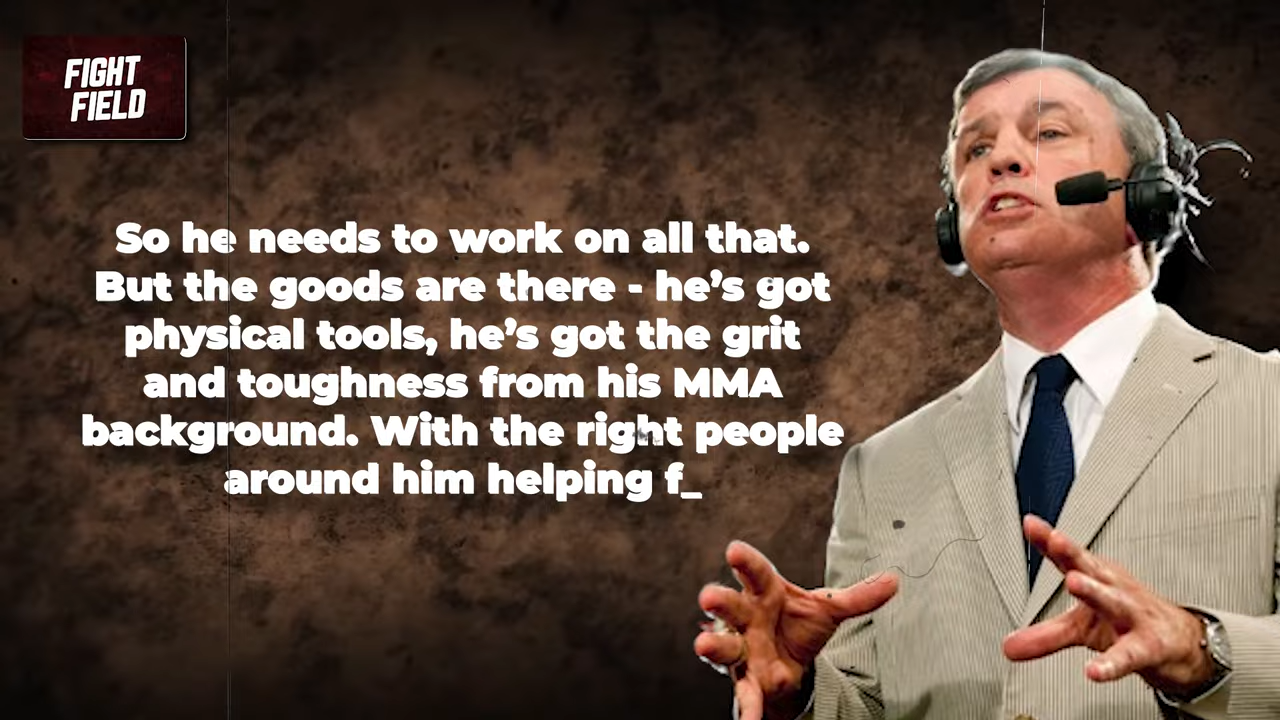 FIGHT
FIELD
So he needs to work on all that.
But the goods are there - he’s got
physical tools, he’s got the grit
and toughness from his MMA
background. With the right people
around him helping f_